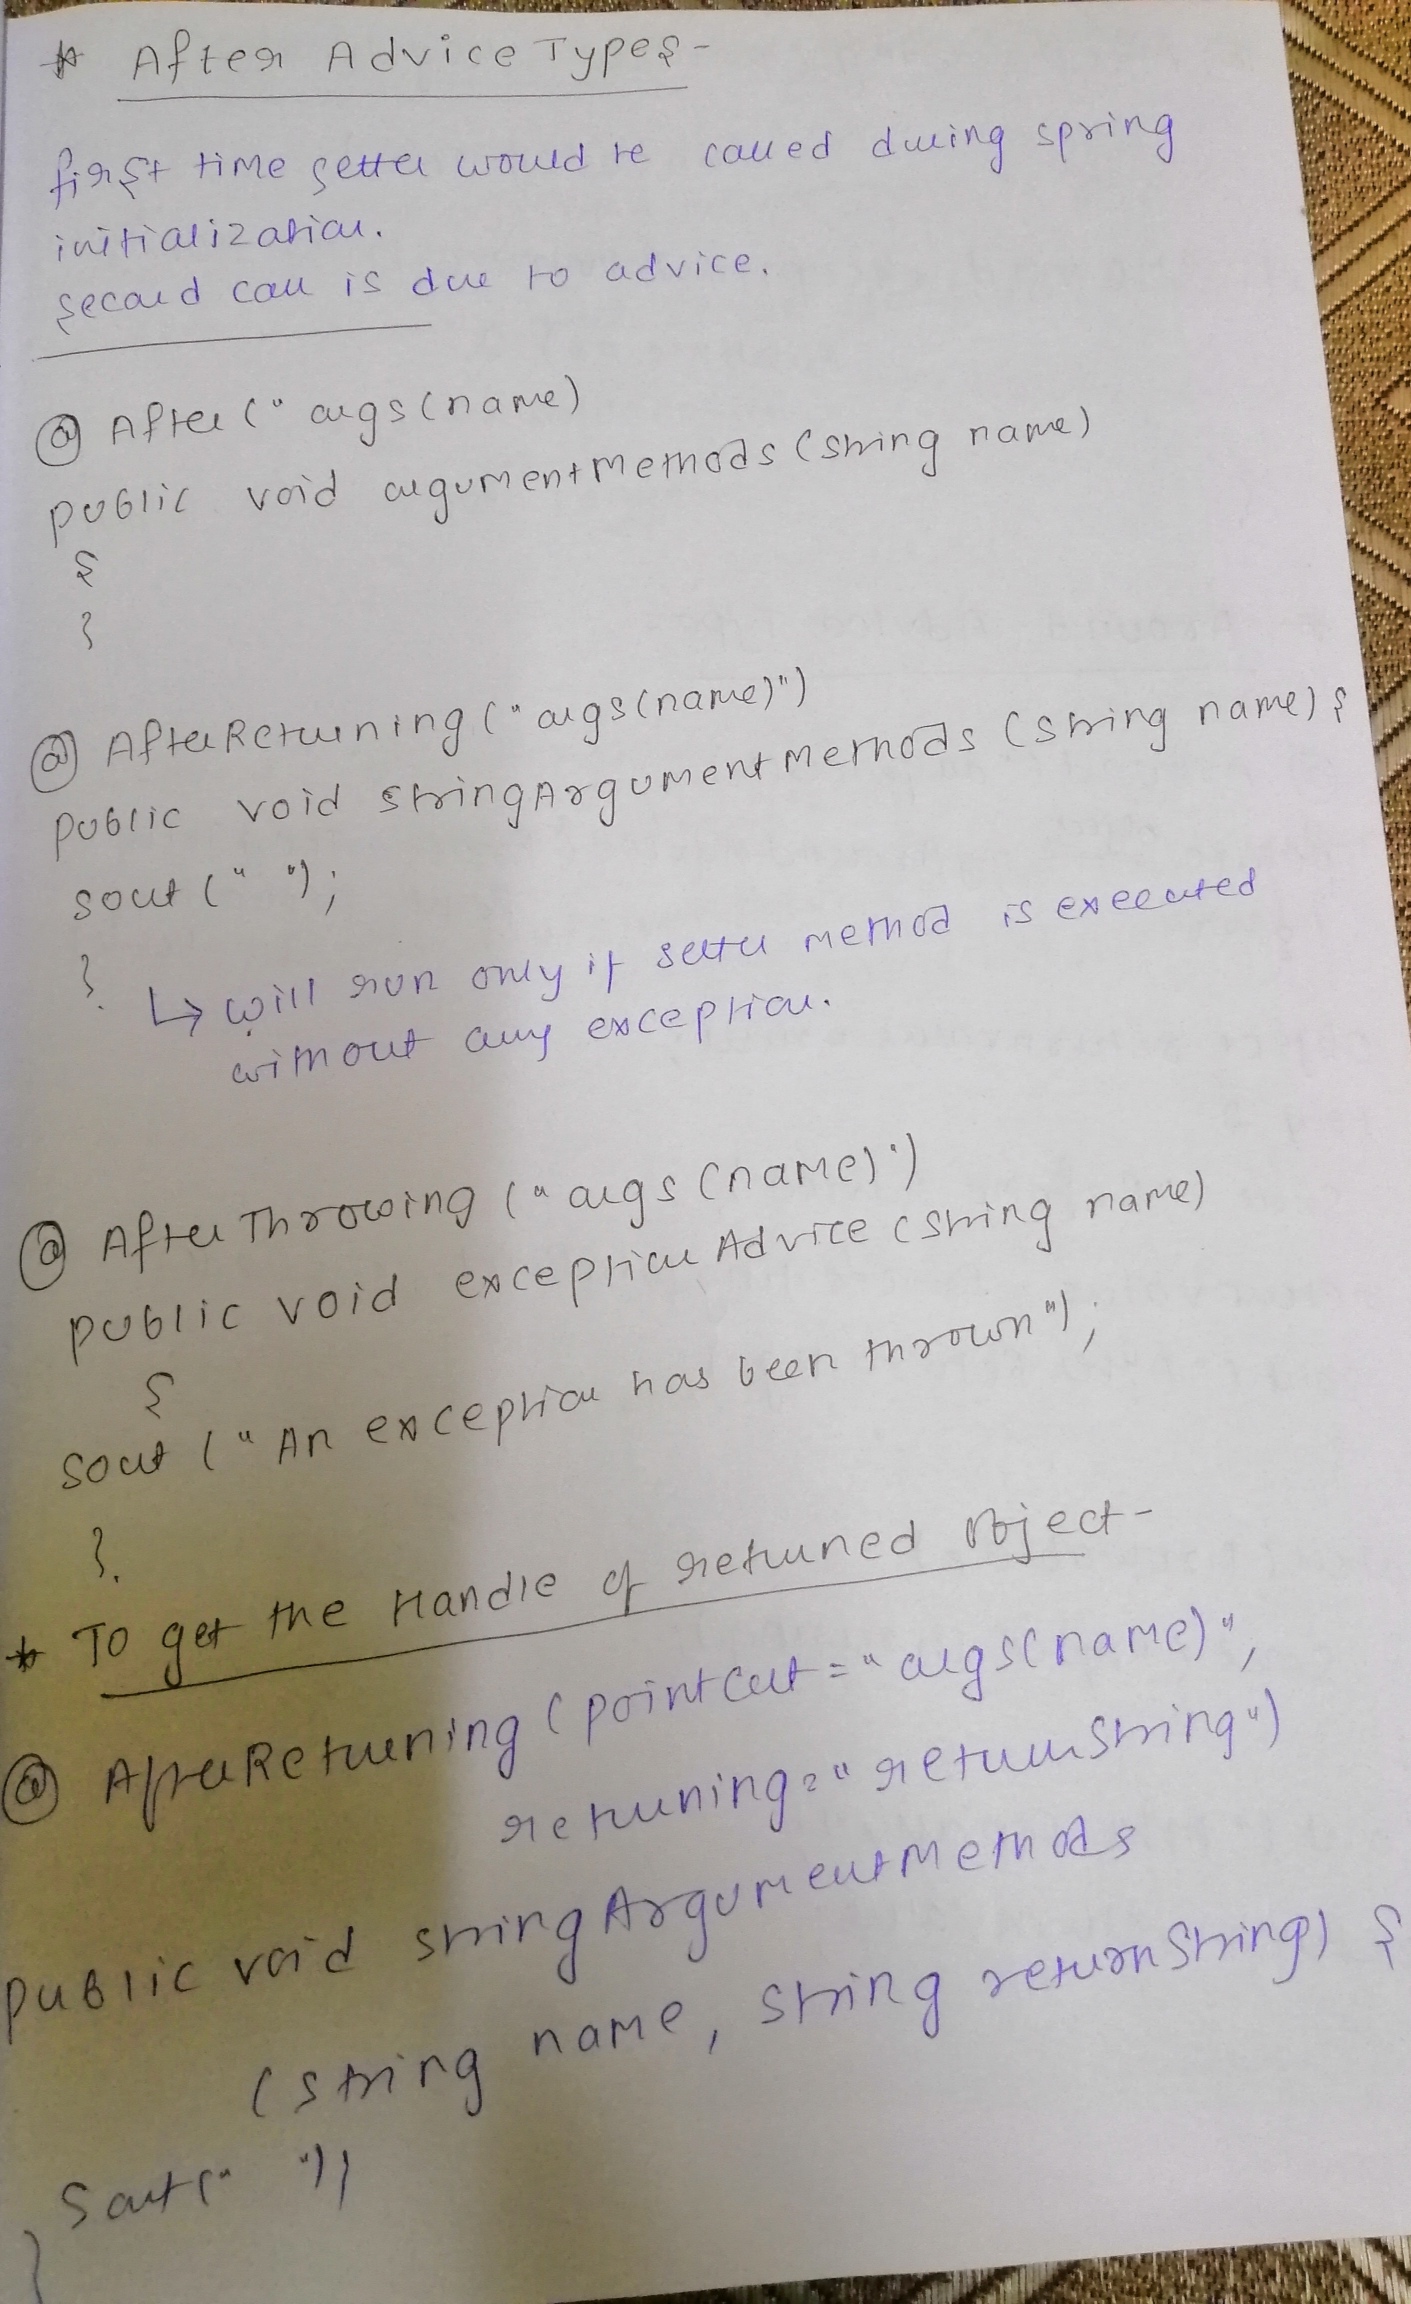 * After Advice Types-
first time setter would be called during spring
initialization.
second call is due to advice.
@ After ("args(name)
public void argumentMethods (String name)
{
}
@ AfterReturning ("args(name)")
public void stringArgumentMethods (String name) {
sout (" ");
}
↳ will run only if setter method is executed
without any exception.
@ AfterThrowing ("args (name)")
public void exceptionAdvice (String name)
{
sout ("An exception has been thrown");
}.
* To get the Handle of returned object-
@ AfterReturning (pointcut="args(name)",
returning="returnString")
public void stringArgumentMethods
(String name, String returnString) {
sout(" ");
}